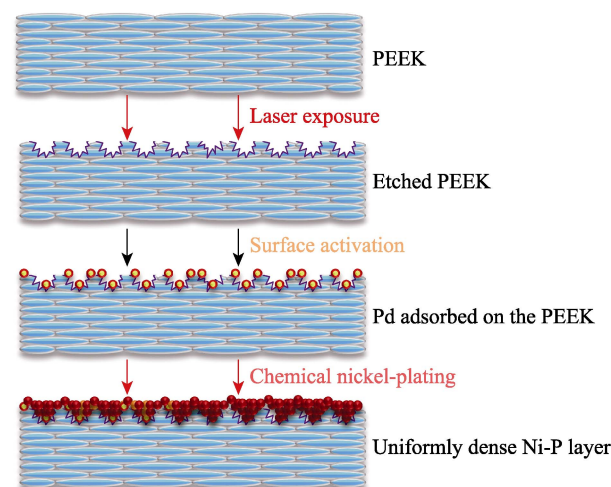 PEEK
Laser exposure
Etched PEEK
Surface activation
Pd adsorbed on the PEEK
Chemical nickel-plating
Uniformly dense Ni-P layer